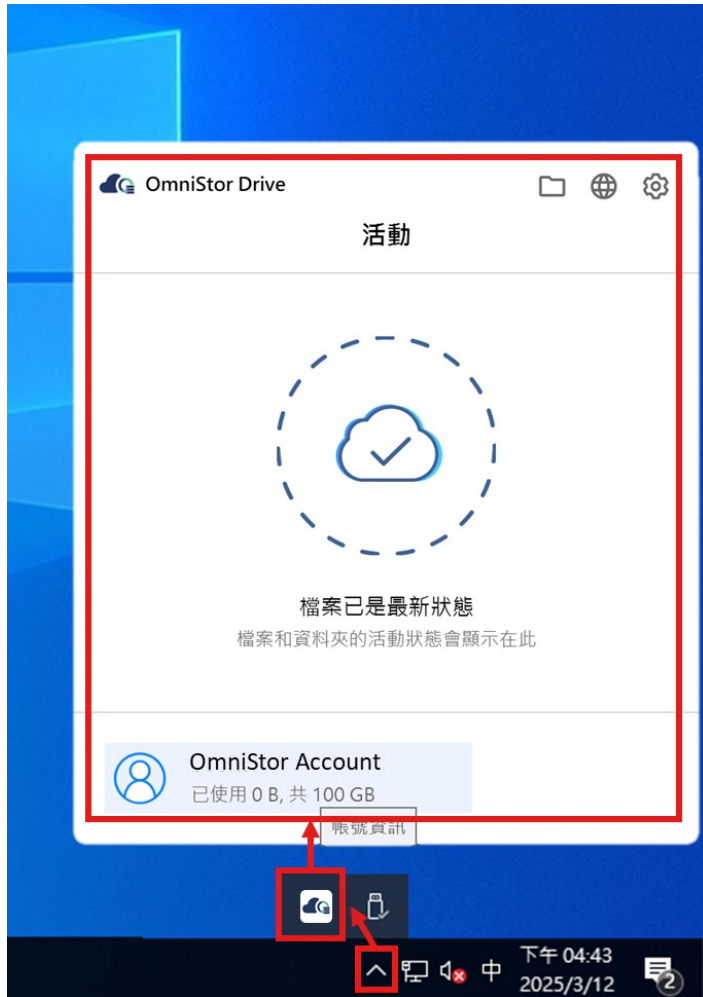 OmniStor Drive
活動
檔案已是最新狀態
檔案和資料夾的活動狀態會顯示在此
OmniStor Account
已使用 0 B, 共 100 GB
帳號資訊
中
下午 04:43
2025/3/12
2